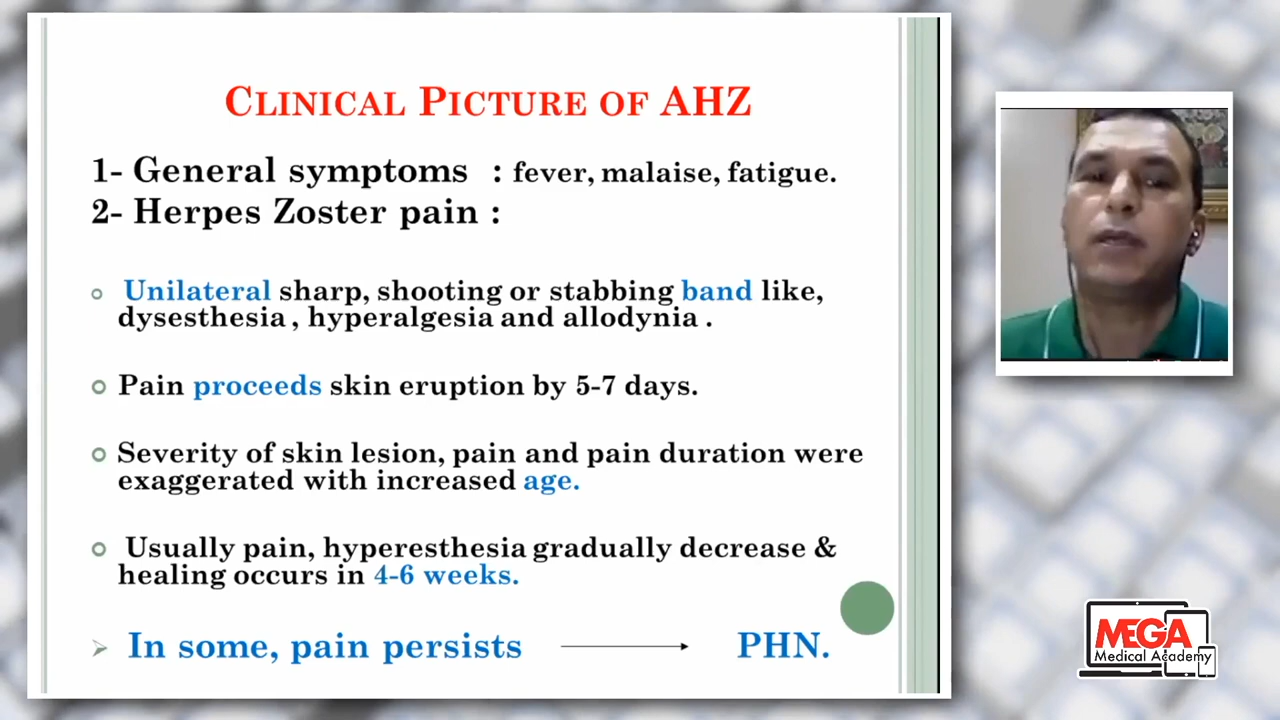 CLINICAL PICTURE OF AHZ
1- General symptoms : fever, malaise, fatigue.
2- Herpes Zoster pain :
Unilateral sharp, shooting or stabbing band like,
dysesthesia , hyperalgesia and allodynia .
Pain proceeds skin eruption by 5-7 days.
Severity of skin lesion, pain and pain duration were
exaggerated with increased age.
Usually pain, hyperesthesia gradually decrease &
healing occurs in 4-6 weeks.
In some, pain persists PHN.
MEGA
Medical Academy